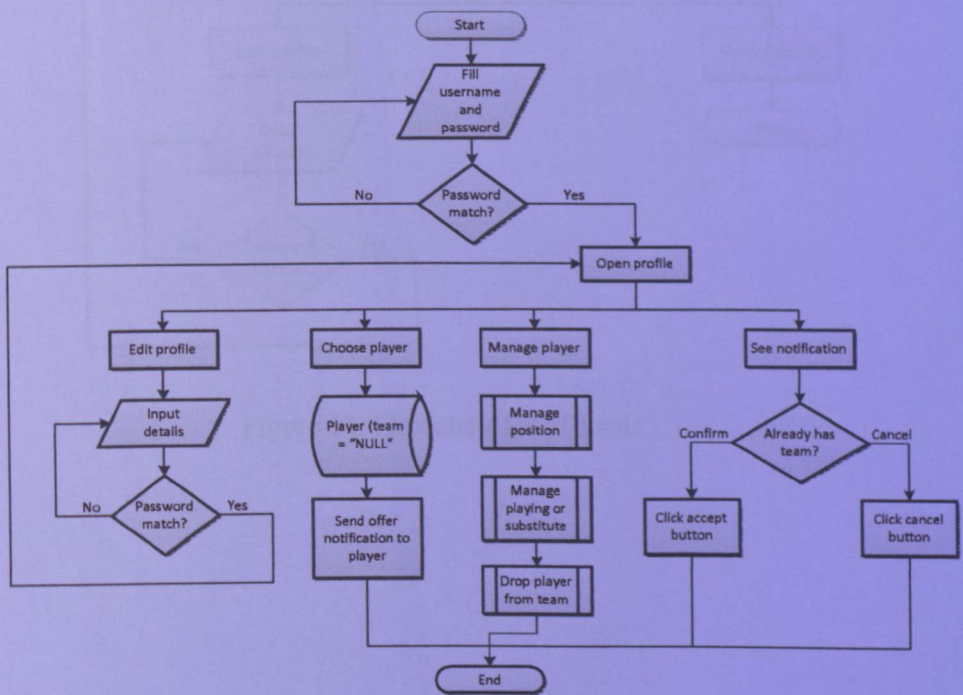 Start
Fill
username
and
password
No
Password
match?
Yes
Open profile
Edit profile
Choose player
Manage player
See notification
Input
details
Player (team
= "NULL"
Manage
position
Confirm
Already has
team?
Cancel
No
Password
match?
Yes
Send offer
notification to
player
Manage
playing or
substitute
Click accept
button
Click cancel
button
Drop player
from team
End